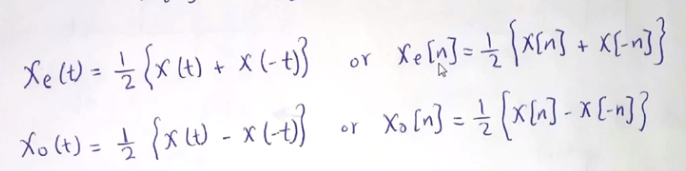 Xe(t) = 1/2 {x(t) + x(-t)} or Xe[n] = 1/2 {x[n] + x[-n]}
Xo(t) = 1/2 {x(t) - x(-t)} or Xo[n] = 1/2 {x[n] - x[-n]}